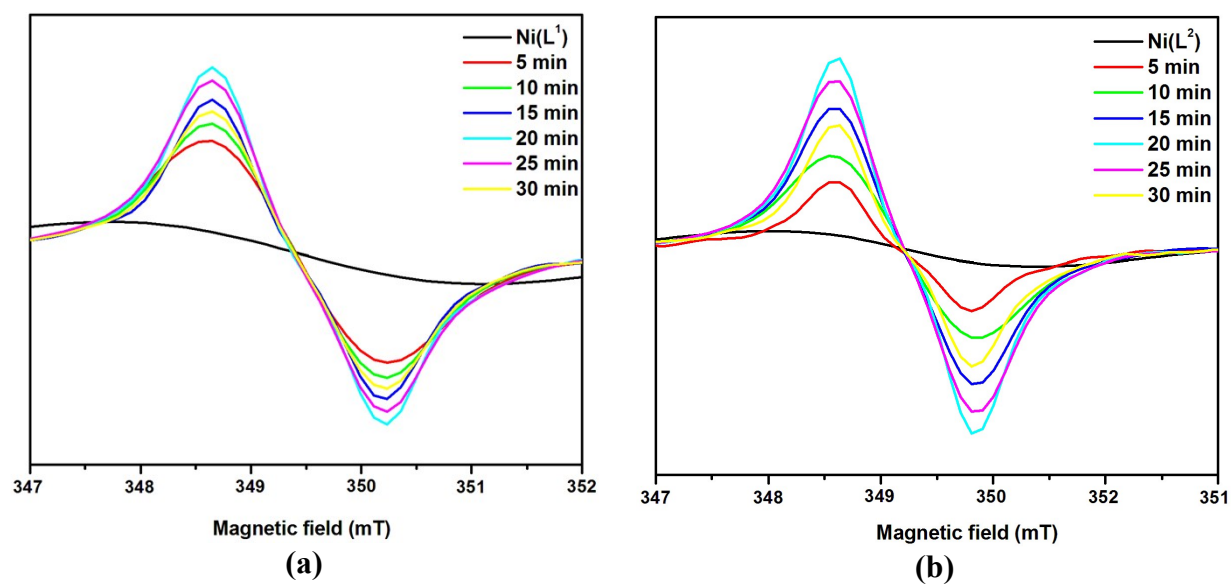 Ni(L¹)
5 min
10 min
15 min
20 min
25 min
30 min
347 348 349 350 351 352
Magnetic field (mT)
(a)
Ni(L²)
5 min
10 min
15 min
20 min
25 min
30 min
347 348 349 350 352 351
Magnetic field (mT)
(b)